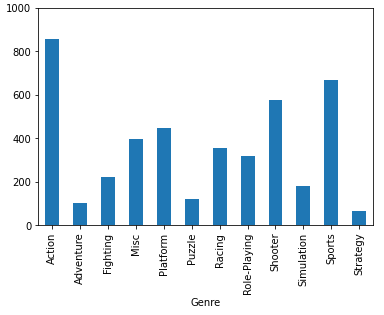 1000
800
600
400
200
0
Action
Adventure
Fighting
Misc
Platform
Puzzle
Racing
Role-Playing
Shooter
Simulation
Sports
Strategy
Genre